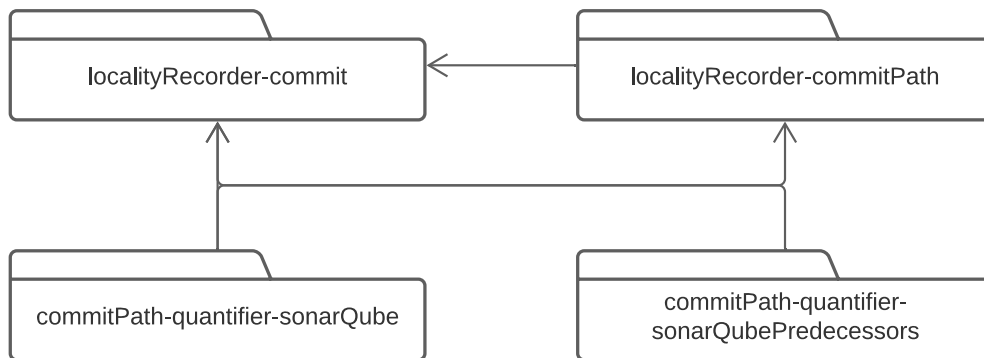 localityRecorder-commit
localityRecorder-commitPath
commitPath-quantifier-sonarQube
commitPath-quantifier-
sonarQubePredecessors